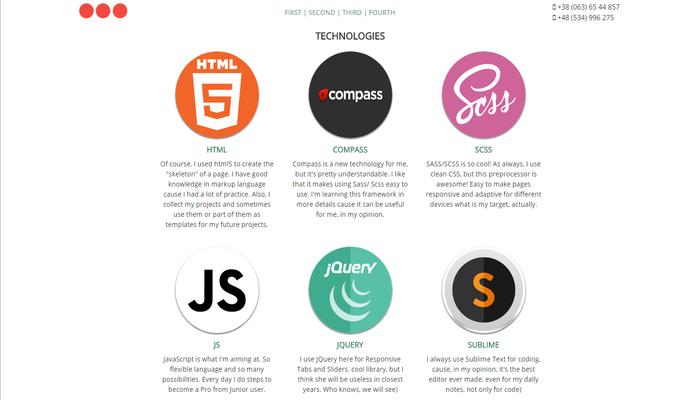 FIRST | SECOND | THIRD | FOURTH
+38 (063) 65 44 857
+48 (534) 996 275
TECHNOLOGIES
HTML
5
compass
Scss
HTML
Of course, I used html5 to create the
"skeleton" of a page. I have good
knowledge in markup language
cause I had a lot of practice. Also, I
collect my projects and sometimes
use them or part of them as
templates for my future projects.
COMPASS
Compass is a new technology for me,
but it's pretty understandable. I like
that it makes using Sass/ Scss easy to
use. I'm learning this framework in
more details cause it can be useful
for me, in my opinion.
SCSS
SASS/SCSS is so cool! As always, I use
clean CSS, but this preprocessor is
awesome! Easy to make pages
responsive and adaptive for different
devices what is my target, actually.
JS
jQuery
S
JS
JavaScript is what I'm aiming at. So
flexible language and so many
possibilities. Every day I do steps to
become a Pro from Junior user.
JQUERY
I use jQuery here for Responsive
Tabs and Sliders. cool library, but I
think she will be useless in closest
years. Who knows, we will see)
SUBLIME
I always use Sublime Text for coding,
cause, in my opinion, it's the best
editor ever made, even for my daily
notes, not only for code)